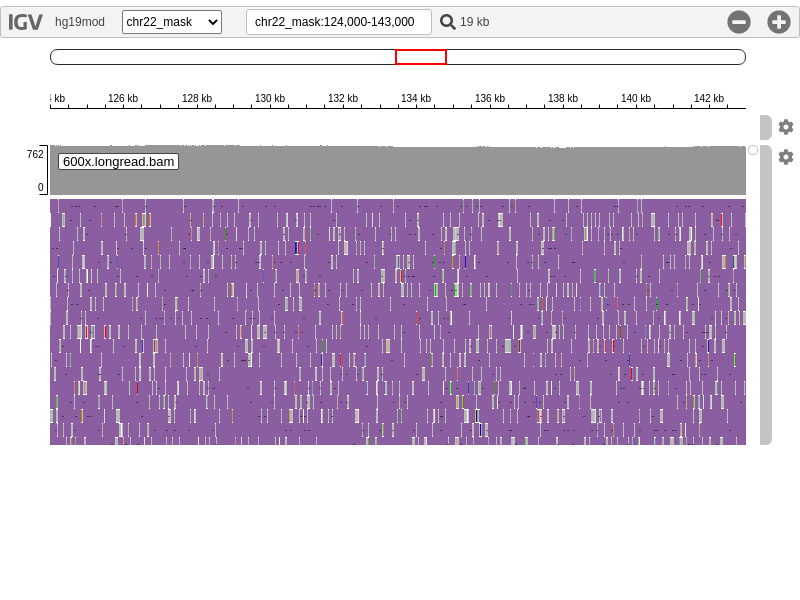 IGV hg19mod chr22_mask chr22_mask:124,000-143,000 19 kb
kb 126 kb 128 kb 130 kb 132 kb 134 kb 136 kb 138 kb 140 kb 142 kb
762
600x.longread.bam
0